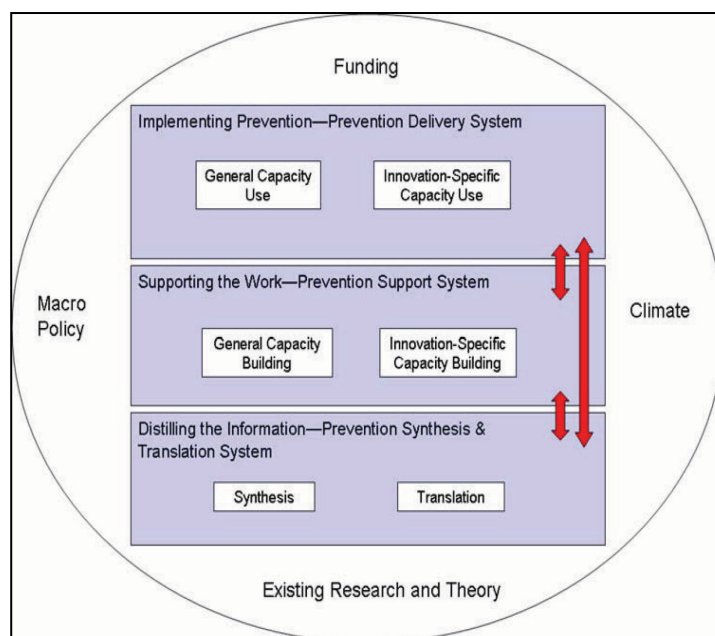 Funding
Implementing Prevention—Prevention Delivery System
General Capacity
Use
Innovation-Specific
Capacity Use
Macro
Policy
Supporting the Work—Prevention Support System
Climate
General Capacity
Building
Innovation-Specific
Capacity Building
Distilling the Information—Prevention Synthesis &
Translation System
Synthesis
Translation
Existing Research and Theory